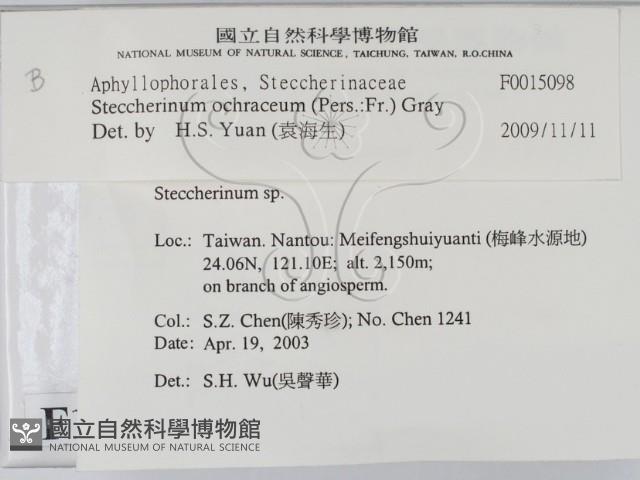 國立自然科學博物館
NATIONAL MUSEUM OF NATURAL SCIENCE, TAICHUNG, TAIWAN, R.O.CHINA
B
Aphyllophorales, Steccherinaceae F0015098
Steccherinum ochraceum (Pers.:Fr.) Gray
Det. by H.S. Yuan (袁海生) 2009/11/11
Steccherinum sp.
Loc.: Taiwan. Nantou: Meifengshuiyuanti (梅峰水源地)
24.06N, 121.10E; alt. 2,150m;
on branch of angiosperm.
Col.: S.Z. Chen(陳秀珍); No. Chen 1241
Date: Apr. 19, 2003
Det.: S.H. Wu(吳聲華)
國立自然科學博物館
NATIONAL MUSEUM OF NATURAL SCIENCE